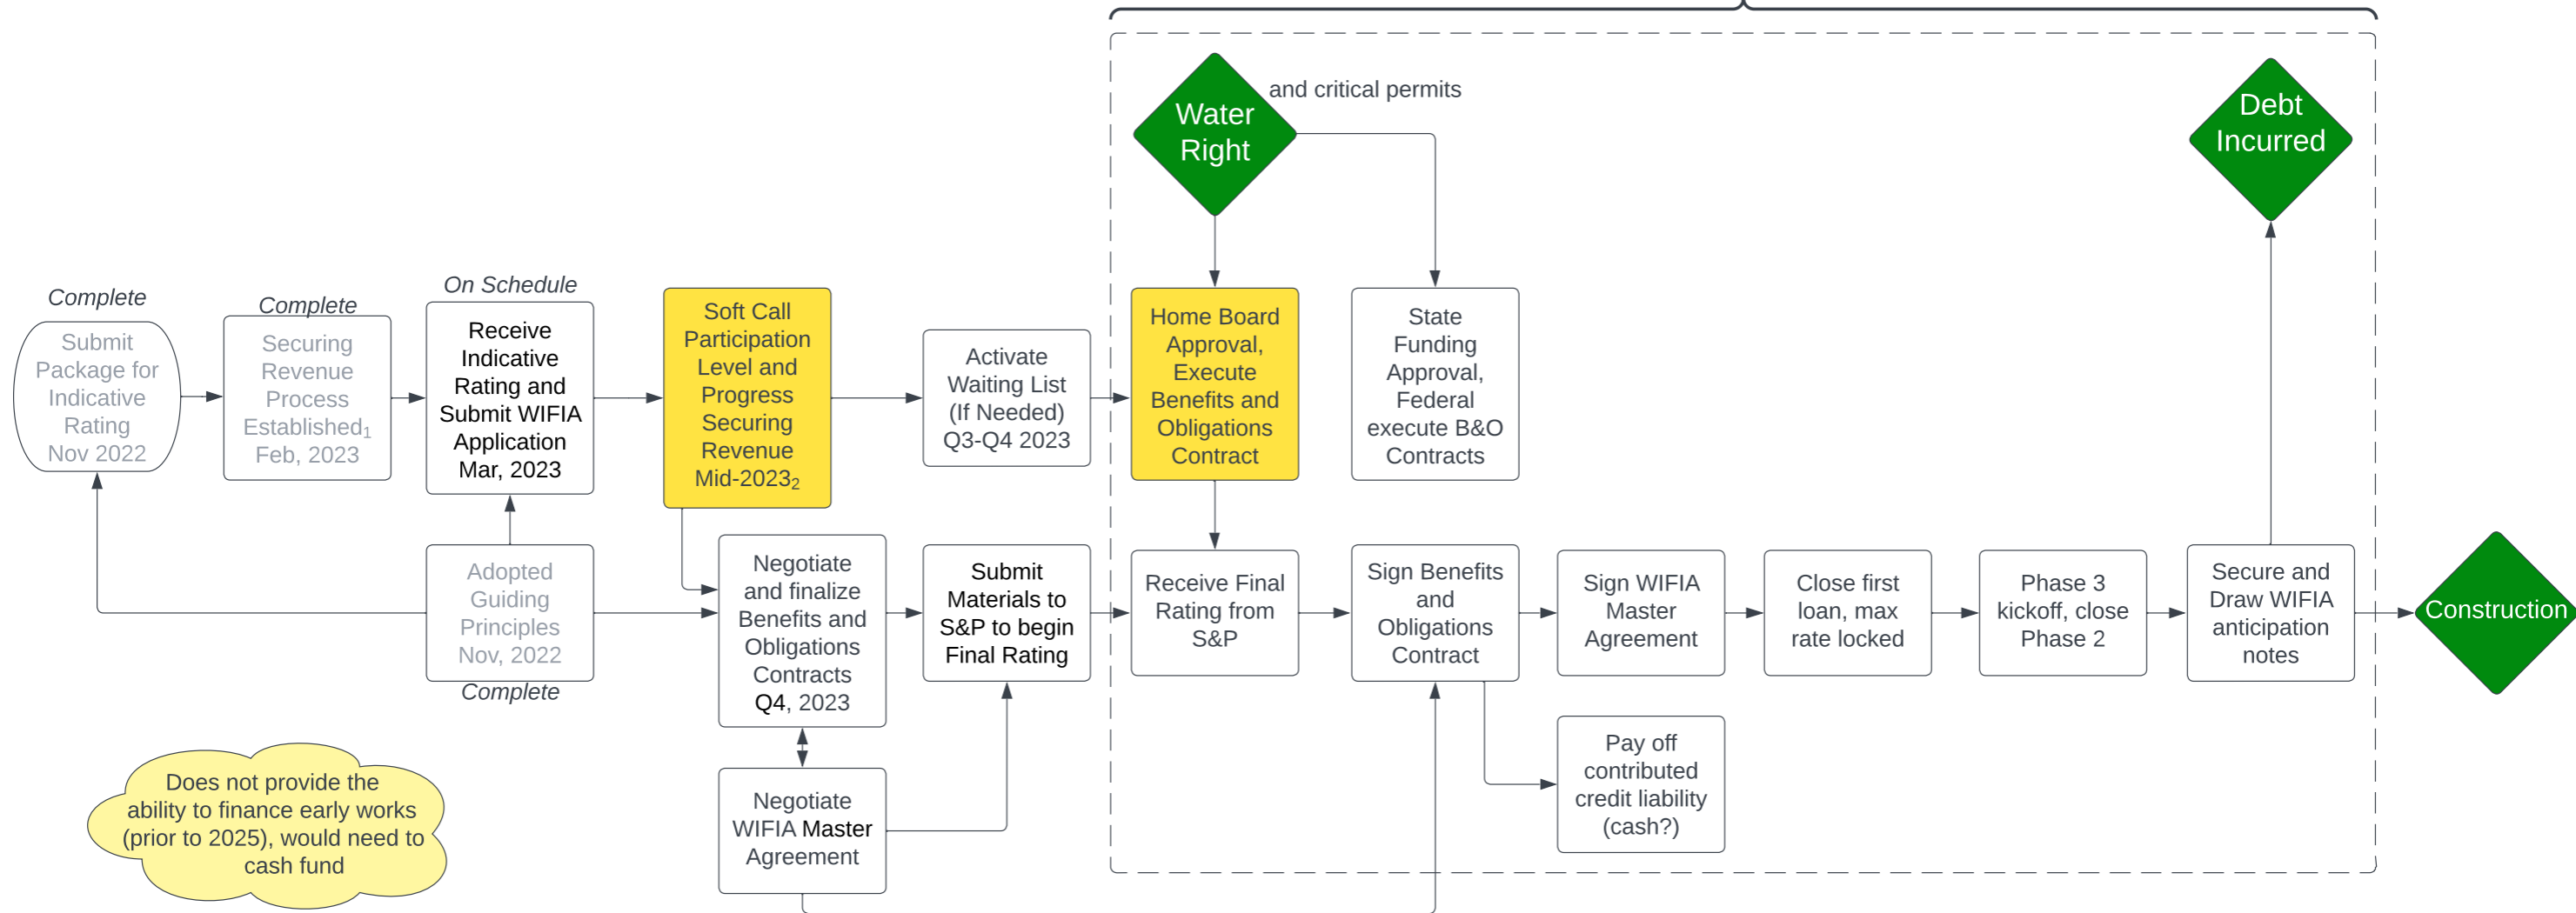 and critical permits
Water
Right
Debt
Incurred
Complete
Submit
Package for
Indicative
Rating
Nov 2022
Complete
Securing
Revenue
Process
Established1
Feb, 2023
On Schedule
Receive
Indicative
Rating and
Submit WIFIA
Application
Mar, 2023
Soft Call
Participation
Level and
Progress
Securing
Revenue
Mid-20232
Activate
Waiting List
(If Needed)
Q3-Q4 2023
Home Board
Approval,
Execute
Benefits and
Obligations
Contract
State
Funding
Approval,
Federal
execute B&O
Contracts
Adopted
Guiding
Principles
Nov, 2022
Complete
Negotiate
and finalize
Benefits and
Obligations
Contracts
Q4, 2023
Submit
Materials to
S&P to begin
Final Rating
Receive Final
Rating from
S&P
Sign Benefits
and
Obligations
Contract
Sign WIFIA
Master
Agreement
Close first
loan, max
rate locked
Phase 3
kickoff, close
Phase 2
Secure and
Draw WIFIA
anticipation
notes
Construction
Does not provide the
ability to finance early works
(prior to 2025), would need to
cash fund
Negotiate
WIFIA Master
Agreement
Pay off
contributed
credit liability
(cash?)